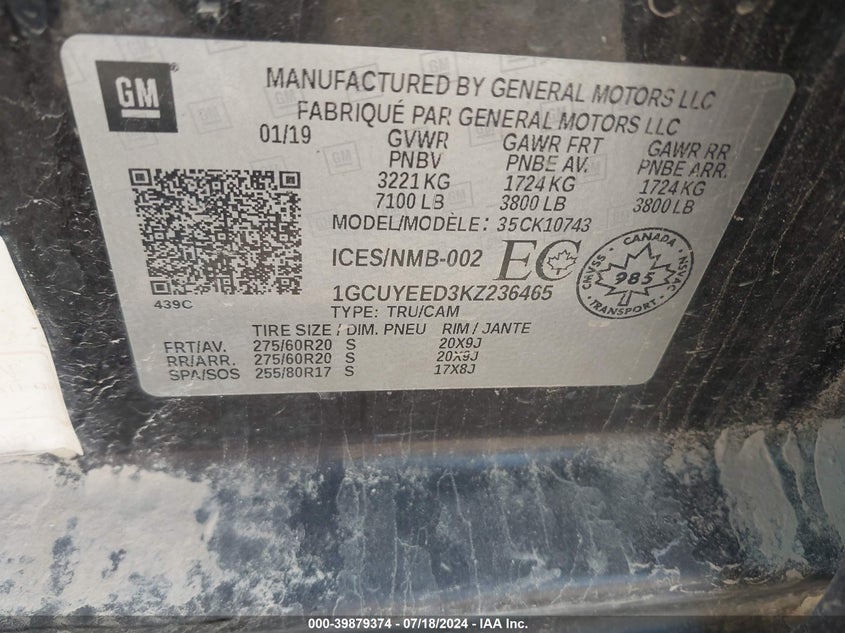 GM
MANUFACTURED BY GENERAL MOTORS LLC
FABRIQUÉ PAR GENERAL MOTORS LLC
01/19 GVWR GAWR FRT GAWR RR
PNBV PNBE AV. PNBE ARR.
3221 KG 1724 KG 1724 KG
7100 LB 3800 LB 3800 LB
MODEL/MODÈLE: 35CK10743
ICES/NMB-002 EC
CANADA
CMVSS · NSVAC
985
TRANSPORT
439C
1GCUYEED3KZ236465
TYPE: TRU/CAM
TIRE SIZE / DIM. PNEU RIM / JANTE
FRT/AV. 275/60R20 S 20X9J
RR/ARR. 275/60R20 S 20X9J
SPA/SOS 255/80R17 S 17X8J
000-39879374 | 07/18/2024 - IAA Inc.